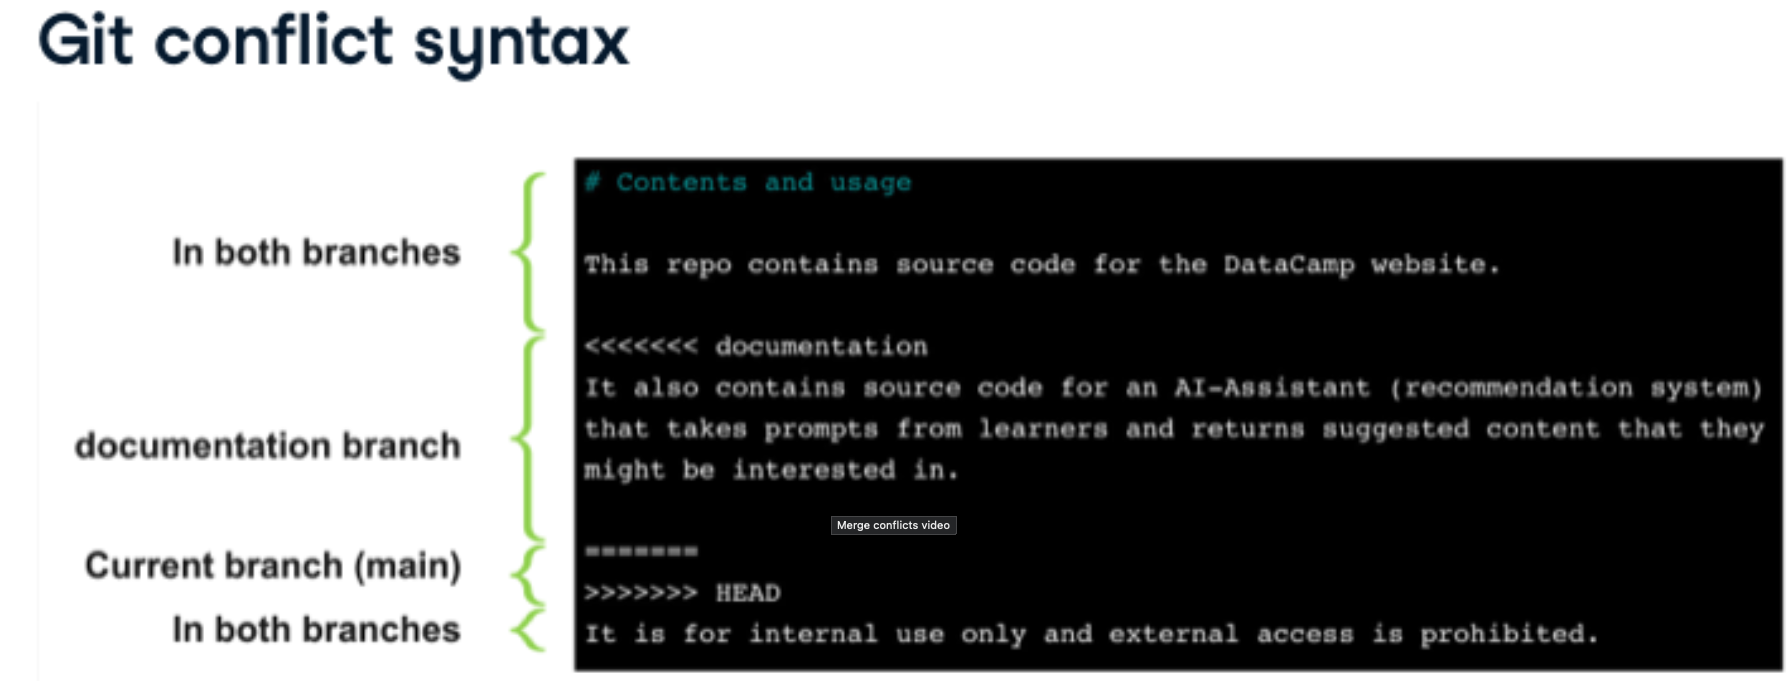 Git conflict syntax
In both branches
# Contents and usage
This repo contains source code for the DataCamp website.
documentation branch
<<<<<<< documentation
It also contains source code for an AI-Assistant (recommendation system)
that takes prompts from learners and returns suggested content that they
might be interested in.
Merge conflicts video
Current branch (main)
=======
>>>>>>> HEAD
In both branches
It is for internal use only and external access is prohibited.